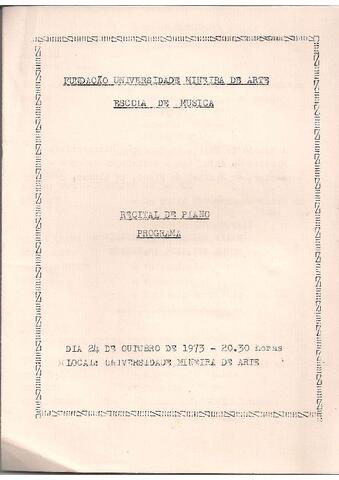 FUNDAÇÃO UNIVERSIDADE MINEIRA DE ARTE
ESCOLA DE MUSICA
RECITAL DE PIANO
PROGRAMA
DIA 24 DE OUTUBRO DE 1973 - 20.30 horas
LOCAL: UNIVERSIDADE MINEIRA DE ARTE